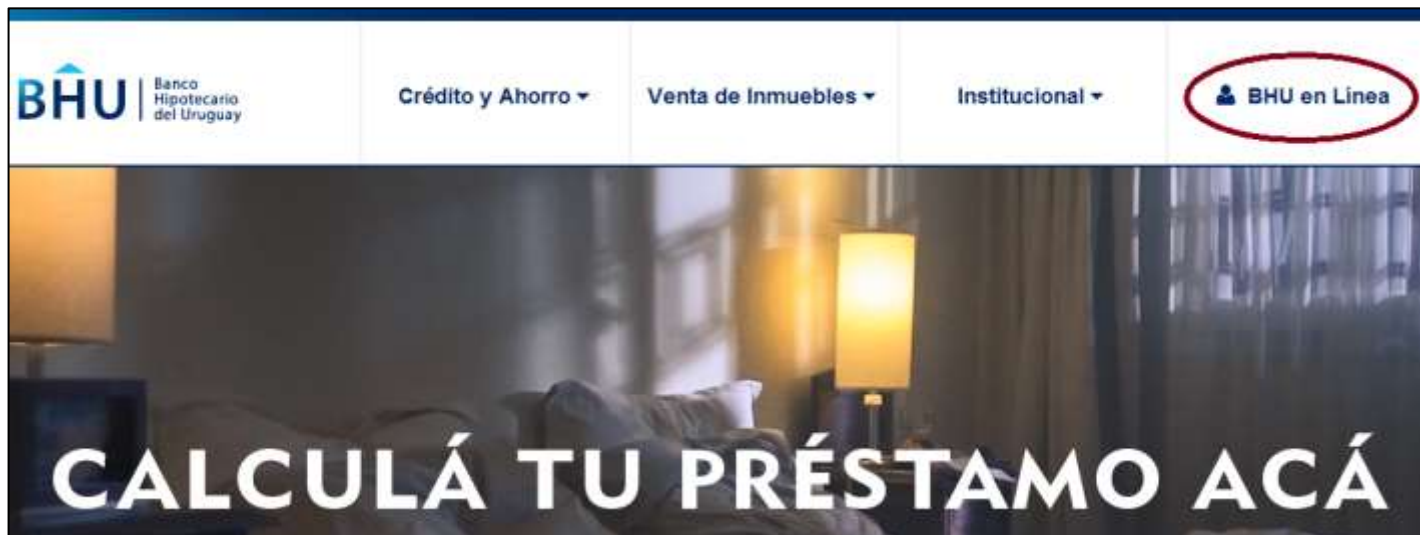 BHU
Banco
Hipotecario
del Uruguay
Crédito y Ahorro
Venta de Inmuebles
Institucional
BHU en Línea
CALCULÁ TU PRÉSTAMO ACÁ